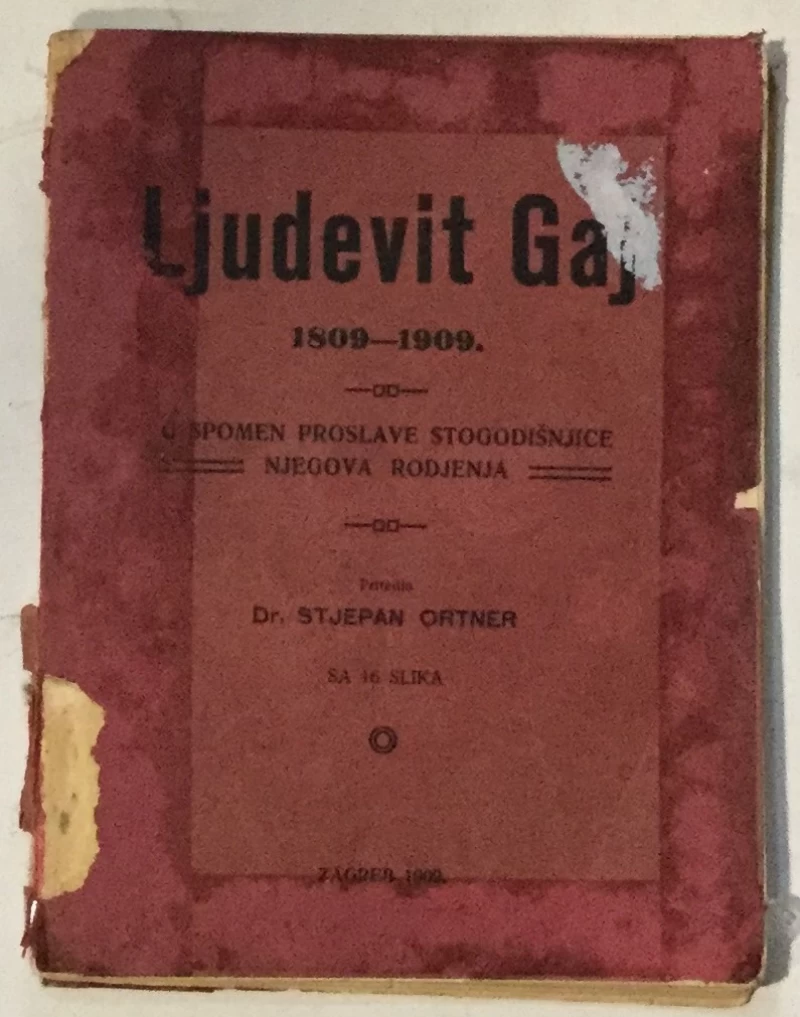 Ljudevit Gaj
1809—1909.
U SPOMEN PROSLAVE STOGODIŠNJICE
NJEGOVA RODJENJA
Dr. STJEPAN ORTNER
SA 16 SLIKA
ZAGREB 1909.